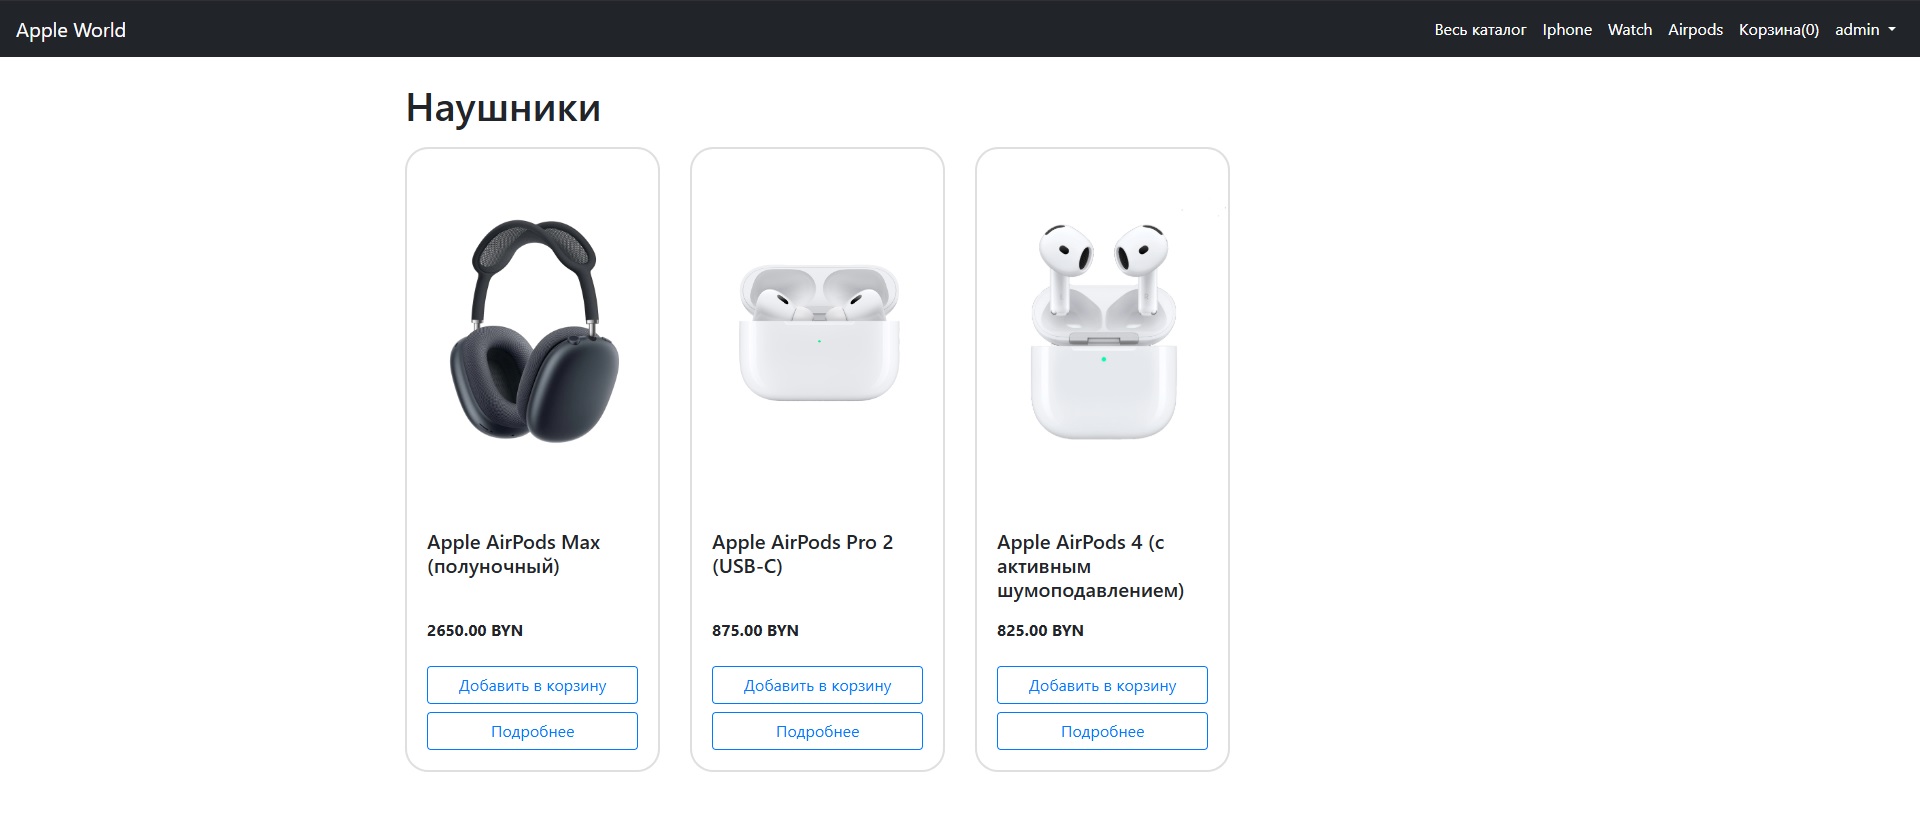 Apple World
Весь каталог Iphone Watch Airpods Корзина(0) admin
Наушники
Apple AirPods Max
(полуночный)
2650.00 BYN
Добавить в корзину
Подробнее
Apple AirPods Pro 2
(USB-C)
875.00 BYN
Добавить в корзину
Подробнее
Apple AirPods 4 (с
активным
шумоподавлением)
825.00 BYN
Добавить в корзину
Подробнее